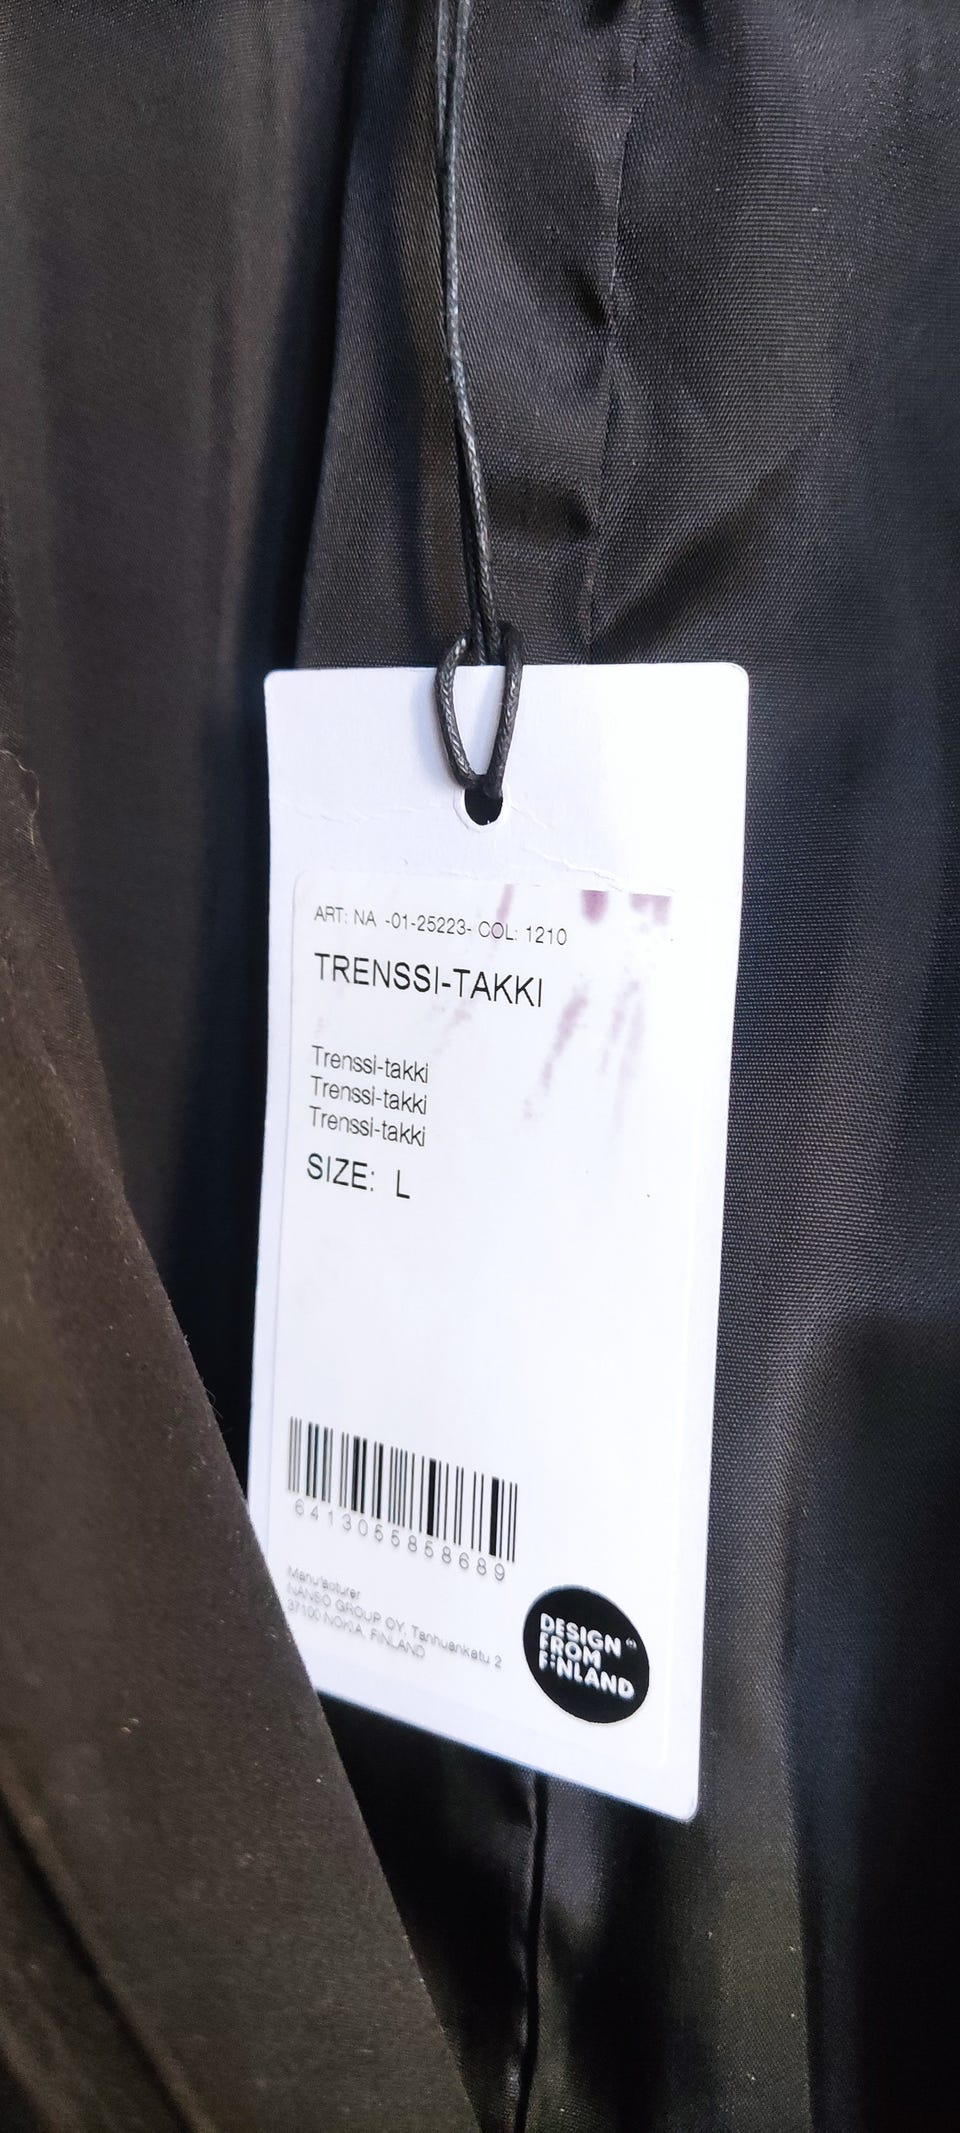 ART: NA -01-25223- COL: 1210
TRENSSI-TAKKI
Trenssi-takki
Trenssi-takki
Trenssi-takki
SIZE: L
6413055858689
Manufacturer
NANSO GROUP OY, Tanhuankatu 2
37100 NOKIA, FINLAND
DESIGN
FROM
FINLAND